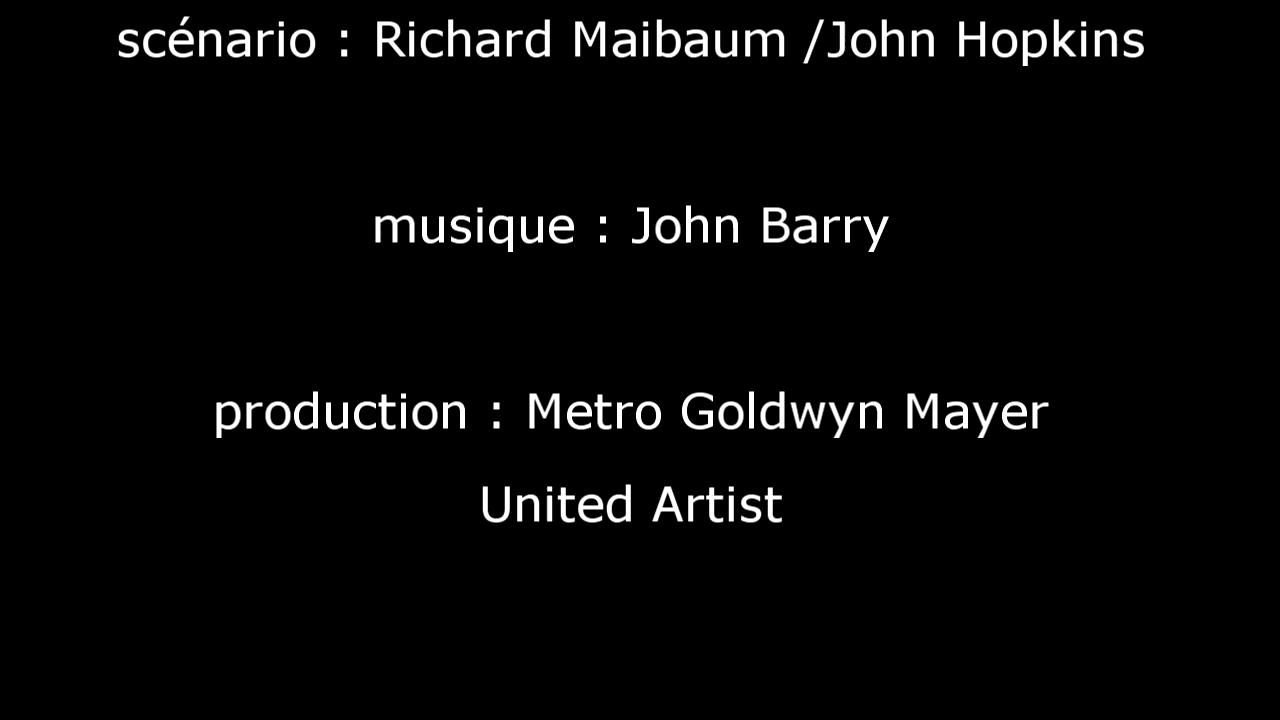 scénario : Richard Maibaum /John Hopkins
musique : John Barry
production : Metro Goldwyn Mayer
United Artist